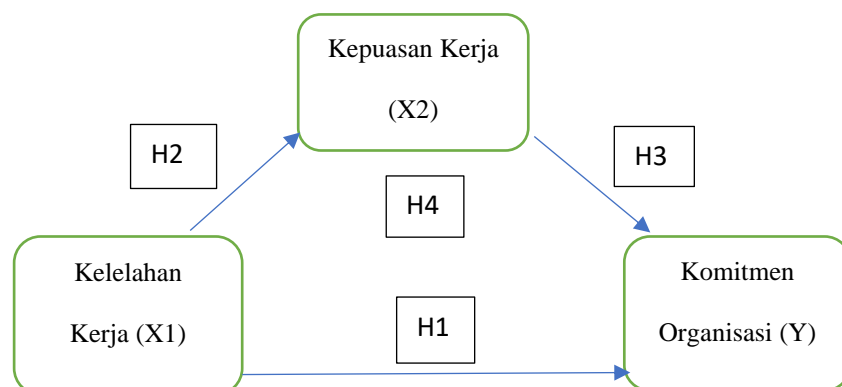 Kepuasan Kerja
(X2)
H2
H3
H4
Kelelahan
Kerja (X1)
Komitmen
Organisasi (Y)
H1